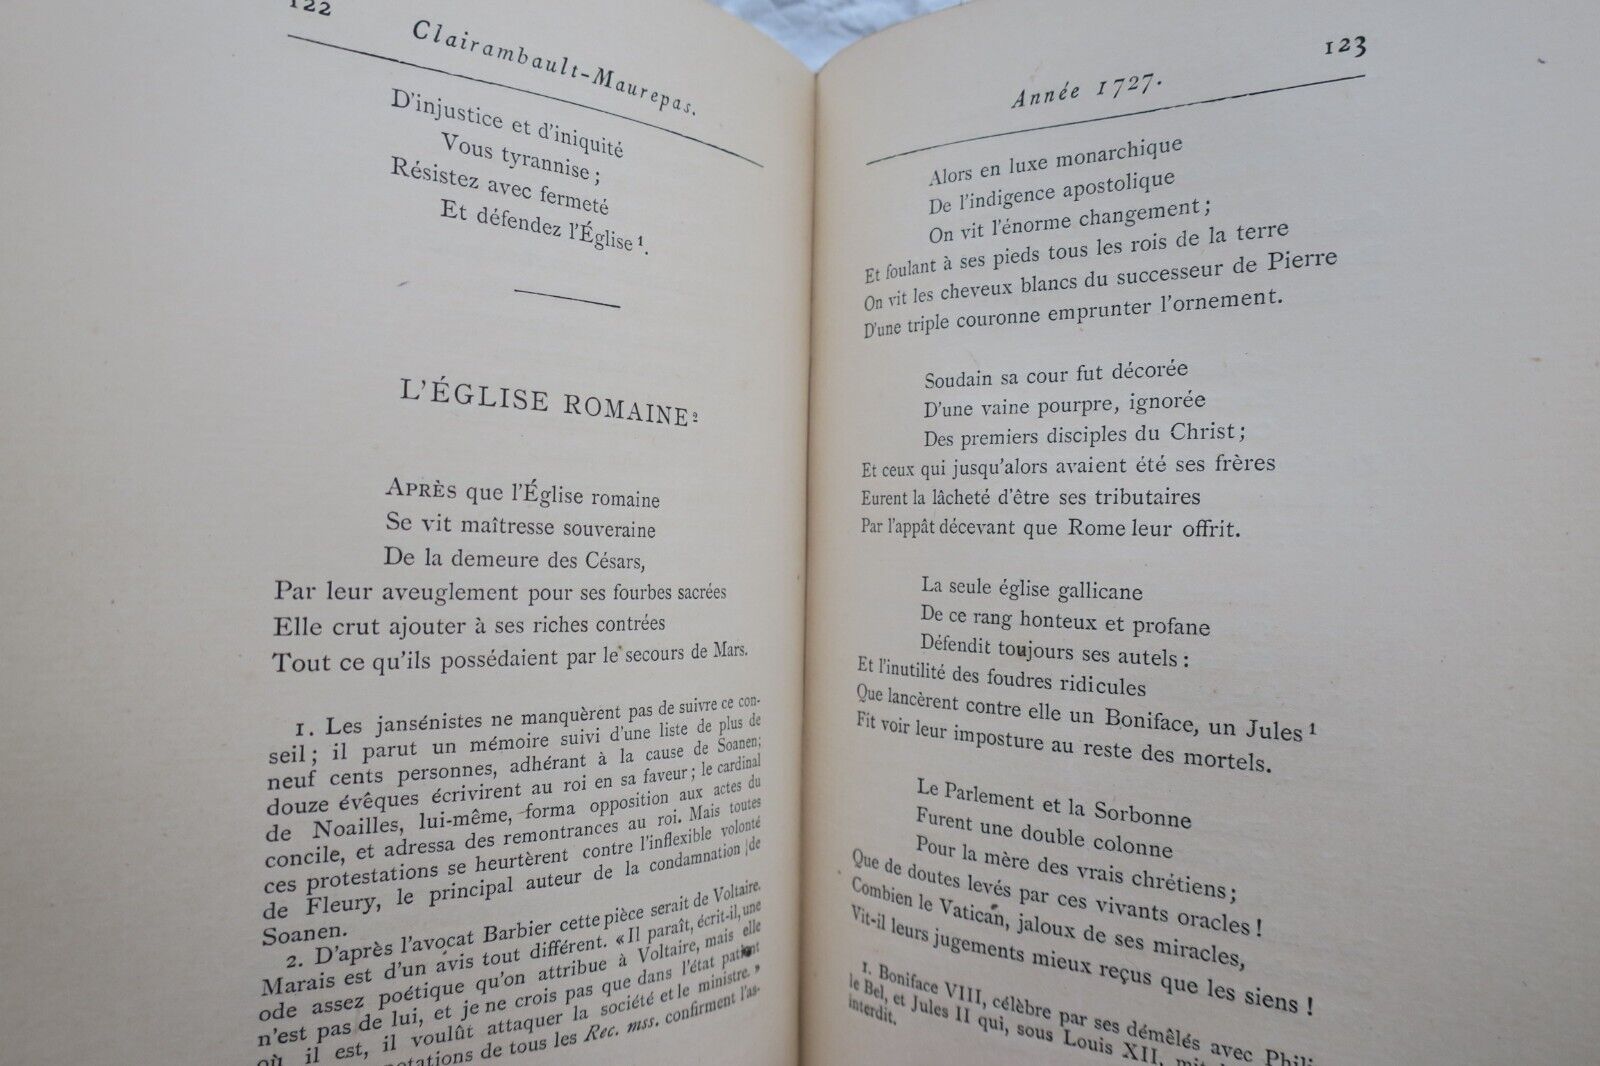 122
Clairambault-Maurepas.
D'injustice et d'iniquité
Vous tyrannise ;
Résistez avec fermeté
Et défendez l'Église 1.
L'ÉGLISE ROMAINE 2
APRÈS que l'Église romaine
Se vit maîtresse souveraine
De la demeure des Césars,
Par leur aveuglement pour ses fourbes sacrées
Elle crut ajouter à ses riches contrées
Tout ce qu'ils possédaient par le secours de Mars.
1. Les jansénistes ne manquèrent pas de suivre ce con-
seil ; il parut un mémoire suivi d'une liste de plus de
neuf cents personnes, adhérant à la cause de Soanen;
douze évêques écrivirent au roi en sa faveur ; le cardinal
de Noailles, lui-même, forma opposition aux actes du
concile, et adressa des remontrances au roi. Mais toutes
ces protestations se heurtèrent contre l'inflexible volonté
de Fleury, le principal auteur de la condamnation de
Soanen.
2. D'après l'avocat Barbier cette pièce serait de Voltaire.
Marais est d'un avis tout différent. « Il paraît, écrit-il, une
ode assez poétique qu'on attribue à Voltaire, mais elle
n'est pas de lui, et je ne crois pas que dans l'état patient
où il est, il voulût attaquer la société et le ministre. »
de tous les Rec. mss. confirment l'as-
123
Année 1727.
Alors en luxe monarchique
De l'indigence apostolique
On vit l'énorme changement ;
Et foulant à ses pieds tous les rois de la terre
On vit les cheveux blancs du successeur de Pierre
D'une triple couronne emprunter l'ornement.
Soudain sa cour fut décorée
D'une vaine pourpre, ignorée
Des premiers disciples du Christ ;
Et ceux qui jusqu'alors avaient été ses frères
Eurent la lâcheté d'être ses tributaires
Par l'appât décevant que Rome leur offrit.
La seule église gallicane
De ce rang honteux et profane
Défendit toujours ses autels :
Et l'inutilité des foudres ridicules
Que lancèrent contre elle un Boniface, un Jules 1
Fit voir leur imposture au reste des mortels.
Le Parlement et la Sorbonne
Furent une double colonne
Pour la mère des vrais chrétiens ;
Que de doutes levés par ces vivants oracles !
Combien le Vatican, jaloux de ses miracles,
Vit-il leurs jugements mieux reçus que les siens !
1. Boniface VIII, célèbre par ses démêlés avec Phili
le Bel, et Jules II qui, sous Louis XII, mit
interdit.